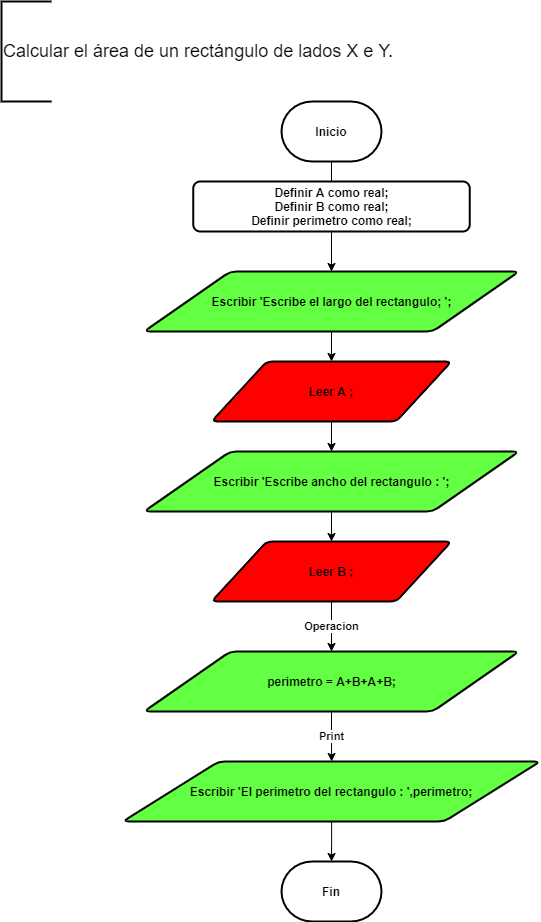 Calcular el área de un rectángulo de lados X e Y.
Inicio
Definir A como real;
Definir B como real;
Definir perimetro como real;
Escribir 'Escribe el largo del rectangulo; ';
Leer A ;
Escribir 'Escribe ancho del rectangulo : ';
Leer B ;
Operacion
perimetro = A+B+A+B;
Print
Escribir 'El perimetro del rectangulo : ',perimetro;
Fin